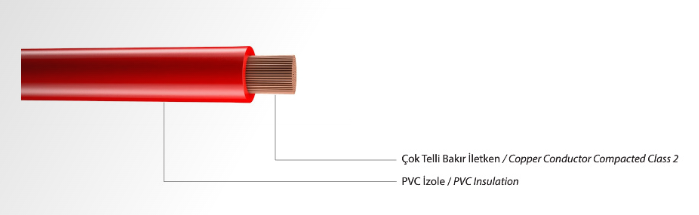 Çok Telli Bakır İletken / Copper Conductor Compacted Class 2
PVC İzole / PVC Insulation